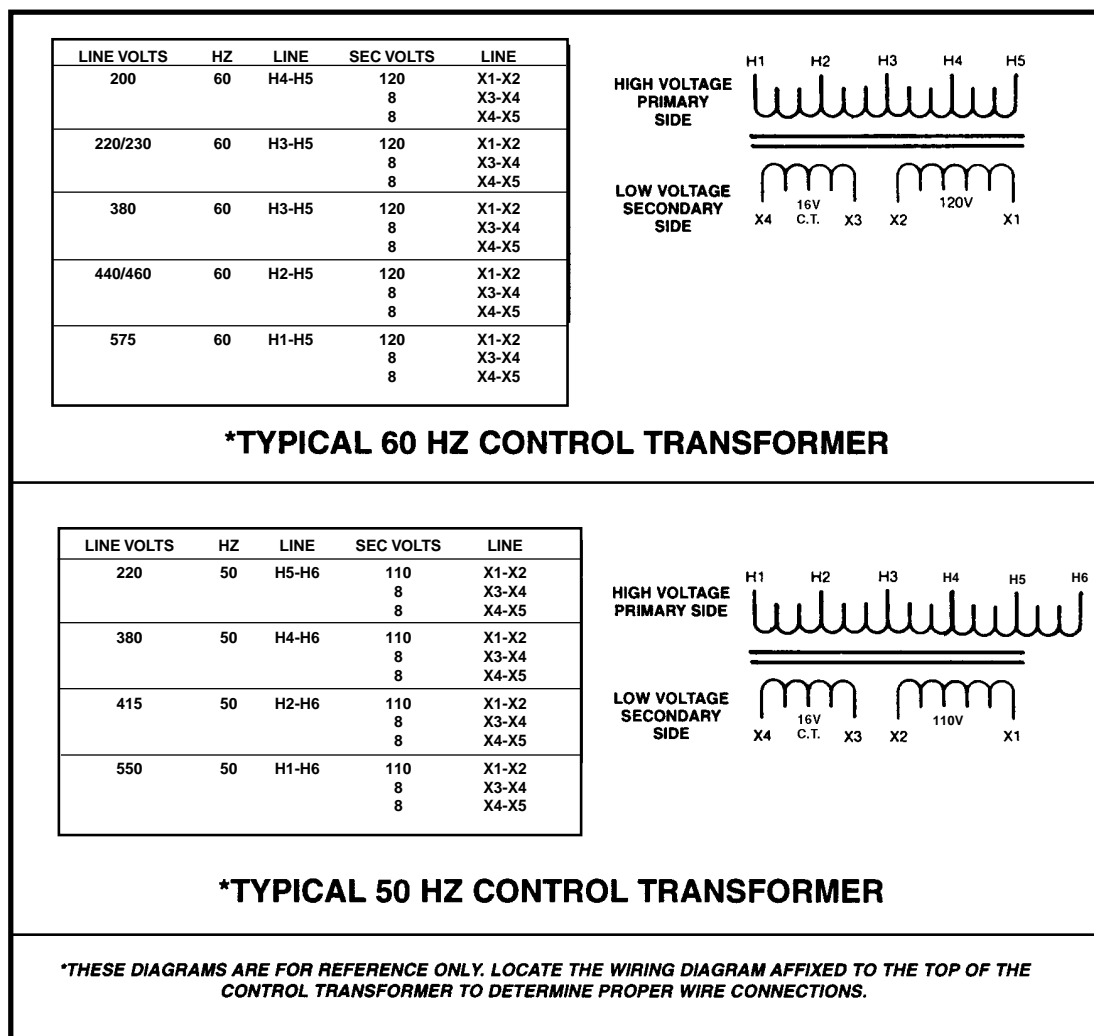 LINE VOLTS HZ LINE SEC VOLTS LINE
200 60 H4-H5 120 X1-X2
8 X3-X4
8 X4-X5
220/230 60 H3-H5 120 X1-X2
8 X3-X4
8 X4-X5
380 60 H3-H5 120 X1-X2
8 X3-X4
8 X4-X5
440/460 60 H2-H5 120 X1-X2
8 X3-X4
8 X4-X5
575 60 H1-H5 120 X1-X2
8 X3-X4
8 X4-X5
H1 H2 H3 H4 H5
HIGH VOLTAGE
PRIMARY
SIDE
LOW VOLTAGE
SECONDARY
SIDE
16V
C.T.
120V
X4 X3 X2 X1
*TYPICAL 60 HZ CONTROL TRANSFORMER
LINE VOLTS HZ LINE SEC VOLTS LINE
220 50 H5-H6 110 X1-X2
8 X3-X4
8 X4-X5
380 50 H4-H6 110 X1-X2
8 X3-X4
8 X4-X5
415 50 H2-H6 110 X1-X2
8 X3-X4
8 X4-X5
550 50 H1-H6 110 X1-X2
8 X3-X4
8 X4-X5
H1 H2 H3 H4 H5 H6
HIGH VOLTAGE
PRIMARY SIDE
LOW VOLTAGE
SECONDARY
SIDE
16V
C.T.
110V
X4 X3 X2 X1
*TYPICAL 50 HZ CONTROL TRANSFORMER
*THESE DIAGRAMS ARE FOR REFERENCE ONLY. LOCATE THE WIRING DIAGRAM AFFIXED TO THE TOP OF THE
CONTROL TRANSFORMER TO DETERMINE PROPER WIRE CONNECTIONS.